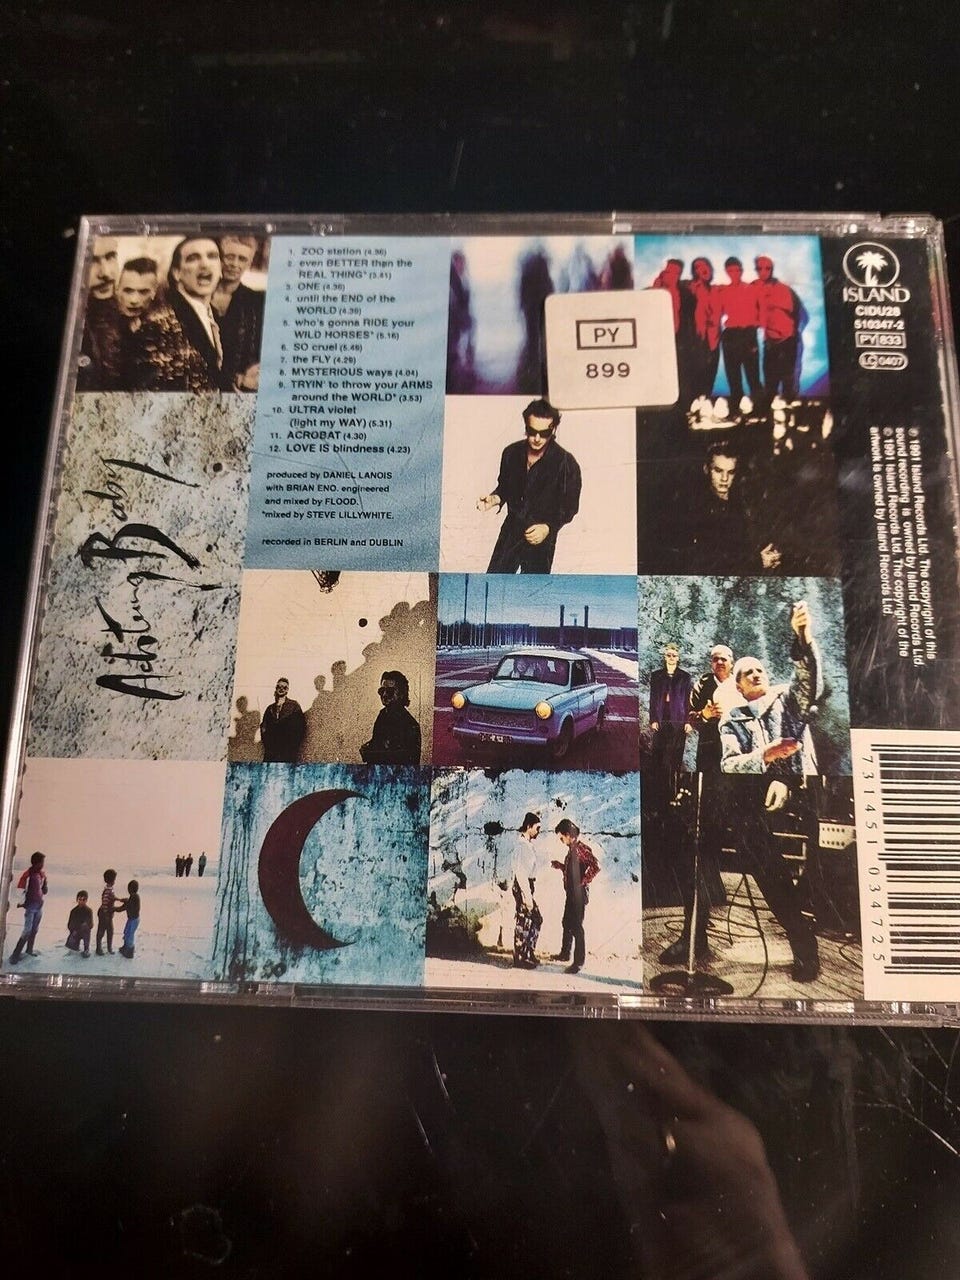 1. ZOO station (4.36)
2. even BETTER than the
REAL THING* (3.41)
3. ONE (4.36)
4. until the END of the
WORLD (4.39)
5. who's gonna RIDE your
WILD HORSES* (5.16)
6. SO cruel (5.49)
7. the FLY (4.29)
8. MYSTERIOUS ways (4.04)
9. TRYIN' to throw your ARMS
around the WORLD* (3.53)
10. ULTRA violet
(light my WAY) (5.31)
11. ACROBAT (4.30)
12. LOVE IS blindness (4.23)
produced by DANIEL LANOIS
with BRIAN ENO. engineered
and mixed by FLOOD.
*mixed by STEVE LILLYWHITE.
recorded in BERLIN and DUBLIN
Achtung Baby
PY
899
ISLAND
CIDU28
510347-2
PY 833
LC 0407
℗ 1991 Island Records Ltd. The copyright of this
sound recording is owned by Island Records Ltd.
© 1991 Island Records Ltd. The copyright of the
artwork is owned by Island Records Ltd.
7 31451 03472 5